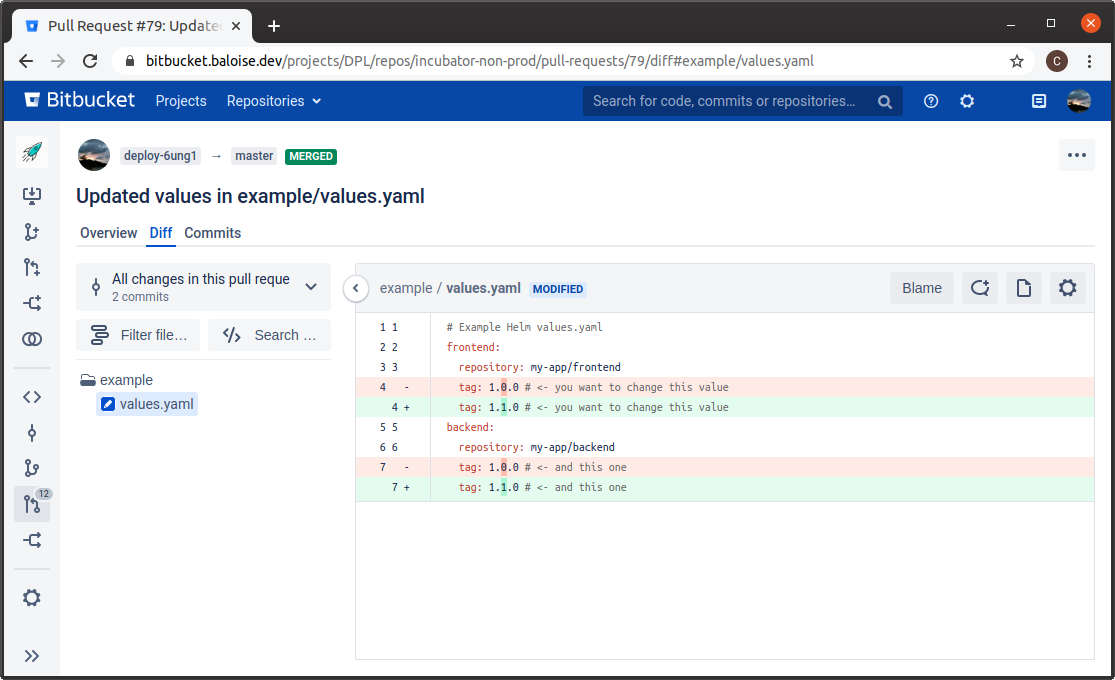 Pull Request #79: Update
bitbucket.baloise.dev/projects/DPL/repos/incubator-non-prod/pull-requests/79/diff#example/values.yaml
C
Bitbucket Projects Repositories Search for code, commits or repositories...
deploy-6ung1 → master MERGED
Updated values in example/values.yaml
Overview Diff Commits
All changes in this pull reque
2 commits
Filter file...
Search ...
example
values.yaml
12
example / values.yaml MODIFIED
Blame
1 1 # Example Helm values.yaml
2 2 frontend:
3 3 repository: my-app/frontend
4 - tag: 1.0.0 # <- you want to change this value
4 + tag: 1.1.0 # <- you want to change this value
5 5 backend:
6 6 repository: my-app/backend
7 - tag: 1.0.0 # <- and this one
7 + tag: 1.1.0 # <- and this one